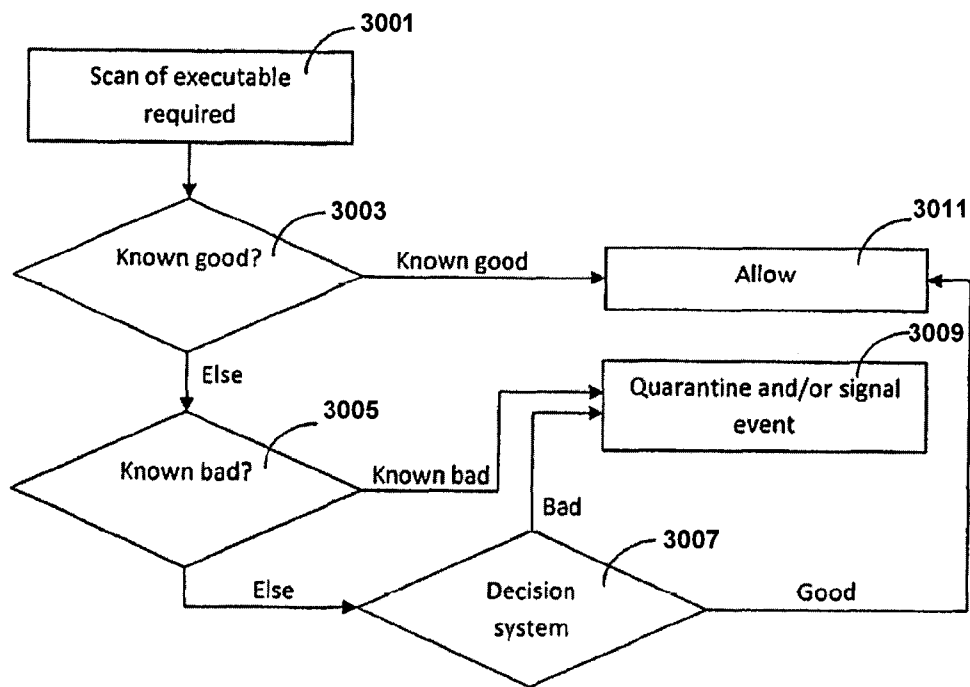 3001
Scan of executable
required
3003
Known good?
Known good
3011
Allow
3009
Quarantine and/or signal
event
Else
3005
Known bad?
Known bad
Bad
3007
Else
Decision
system
Good